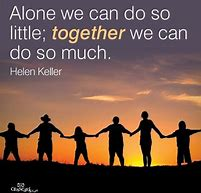 Alone we can do so
little; together we can
do so much.
Helen Keller